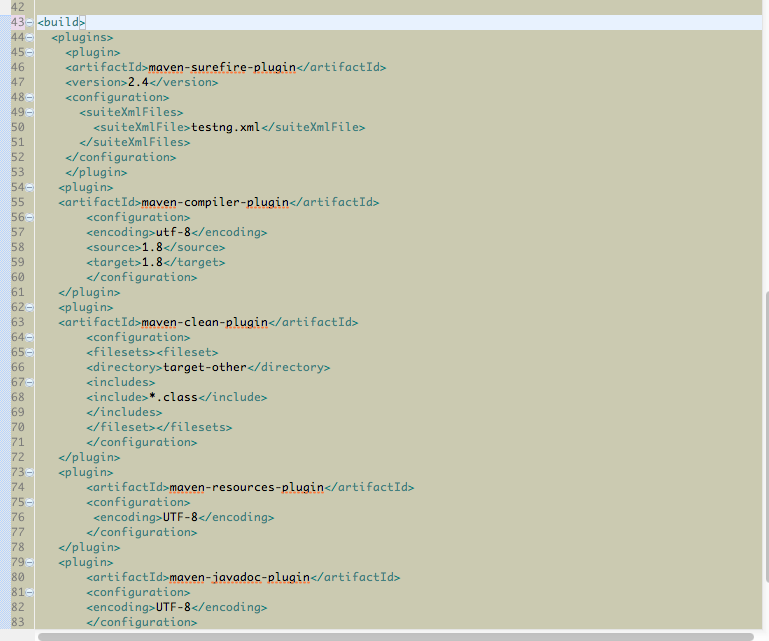 42
43 <build>
44 <plugins>
45 <plugin>
46 <artifactId>maven-surefire-plugin</artifactId>
47 <version>2.4</version>
48 <configuration>
49 <suiteXmlFiles>
50 <suiteXmlFile>testng.xml</suiteXmlFile>
51 </suiteXmlFiles>
52 </configuration>
53 </plugin>
54 <plugin>
55 <artifactId>maven-compiler-plugin</artifactId>
56 <configuration>
57 <encoding>utf-8</encoding>
58 <source>1.8</source>
59 <target>1.8</target>
60 </configuration>
61 </plugin>
62 <plugin>
63 <artifactId>maven-clean-plugin</artifactId>
64 <configuration>
65 <filesets><fileset>
66 <directory>target-other</directory>
67 <includes>
68 <include>*.class</include>
69 </includes>
70 </fileset></filesets>
71 </configuration>
72 </plugin>
73 <plugin>
74 <artifactId>maven-resources-plugin</artifactId>
75 <configuration>
76 <encoding>UTF-8</encoding>
77 </configuration>
78 </plugin>
79 <plugin>
80 <artifactId>maven-javadoc-plugin</artifactId>
81 <configuration>
82 <encoding>UTF-8</encoding>
83 </configuration>